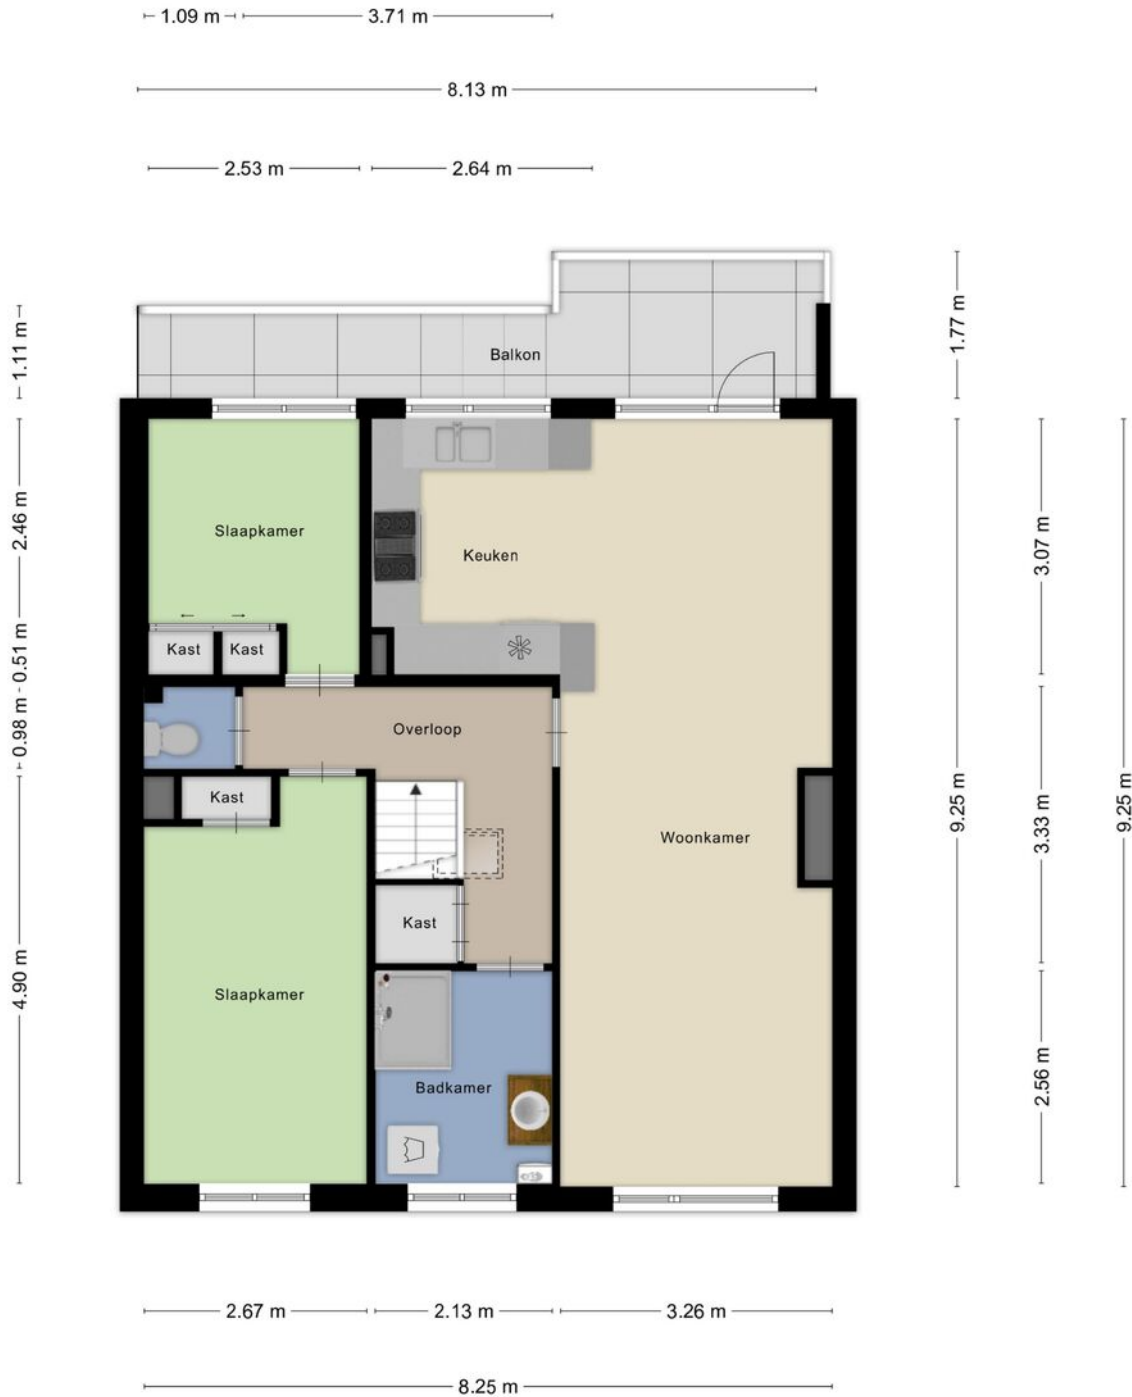 1.09 m
3.71 m
8.13 m
2.53 m
2.64 m
1.11 m
2.46 m
0.51 m
0.98 m
4.90 m
Balkon
1.77 m
9.25 m
3.07 m
3.33 m
2.56 m
9.25 m
Slaapkamer
Keuken
Kast
Kast
Overloop
Kast
Woonkamer
Kast
Slaapkamer
Badkamer
2.67 m
2.13 m
3.26 m
8.25 m